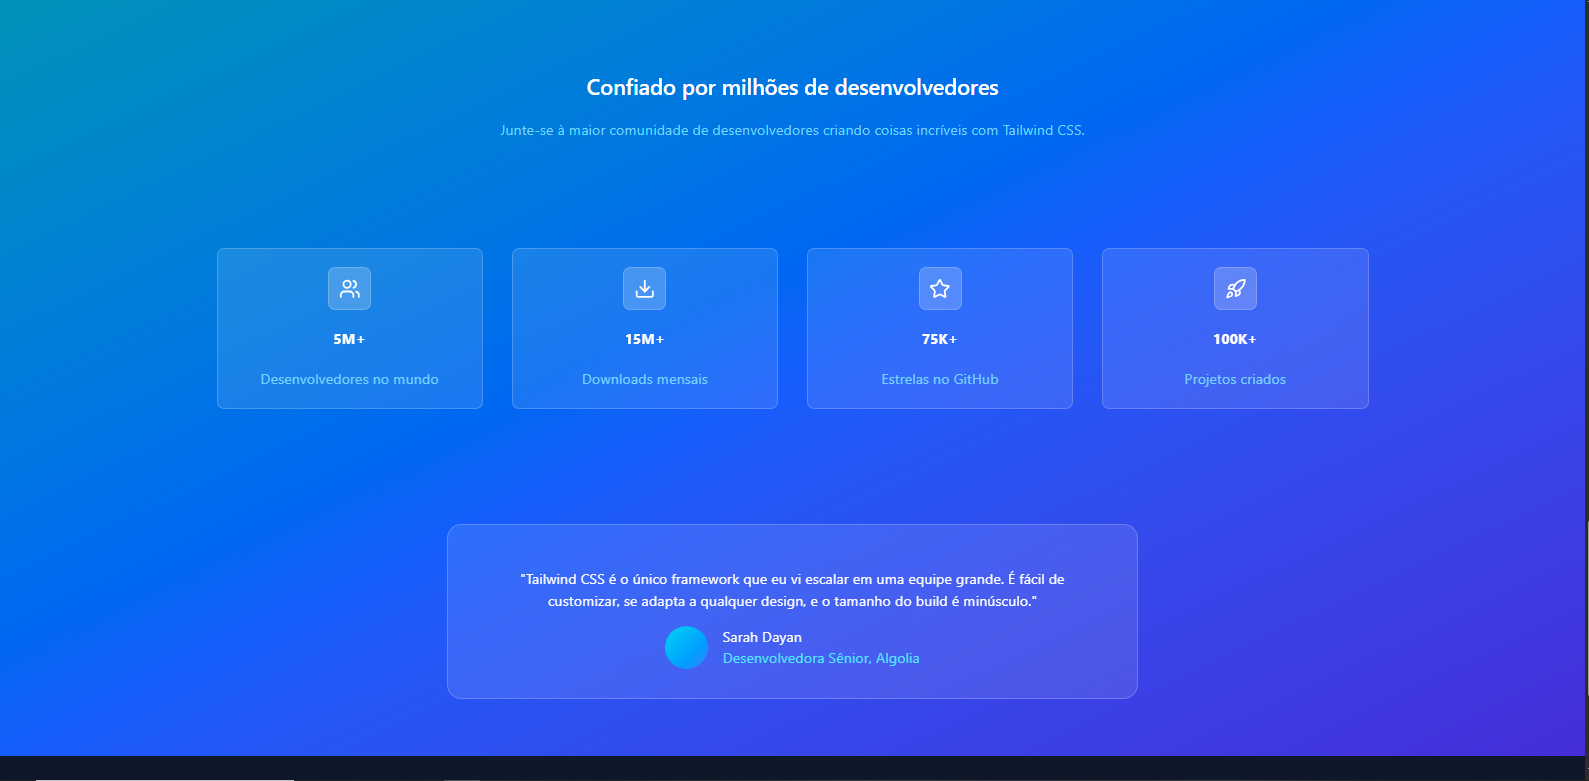 Confiado por milhões de desenvolvedores
Junte-se à maior comunidade de desenvolvedores criando coisas incríveis com Tailwind CSS.
5M+
Desenvolvedores no mundo
15M+
Downloads mensais
75K+
Estrelas no GitHub
100K+
Projetos criados
"Tailwind CSS é o único framework que eu vi escalar em uma equipe grande. É fácil de
customizar, se adapta a qualquer design, e o tamanho do build é minúsculo."
Sarah Dayan
Desenvolvedora Sênior, Algolia